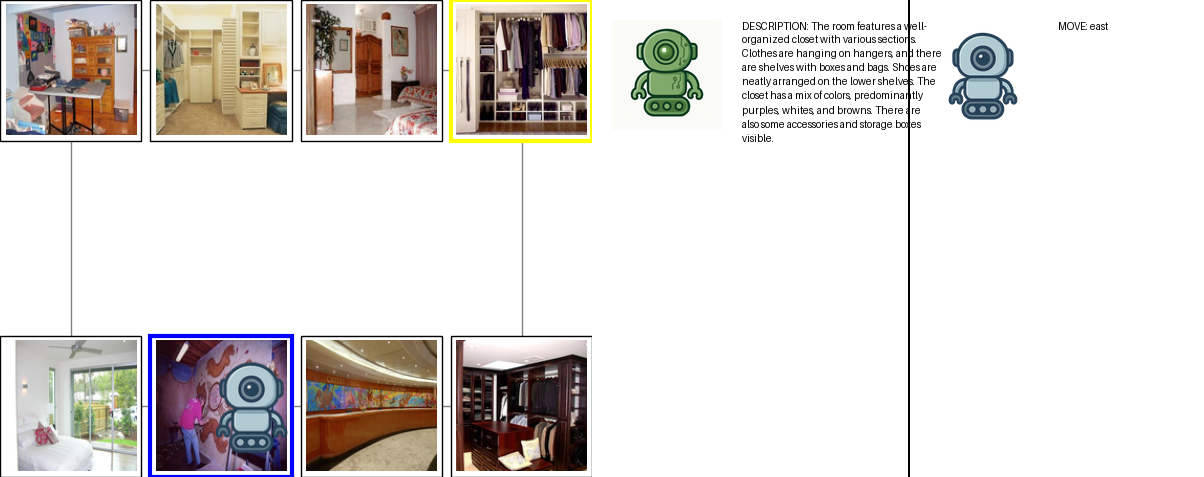 DESCRIPTION: The room features a well-
organized closet with various sections.
Clothes are hanging on hangers, and there
are shelves with boxes and bags. Shoes are
neatly arranged on the lower shelves. The
closet has a mix of colors, predominantly
purples, whites, and browns. There are
also some accessories and storage boxes
visible.
MOVE: east